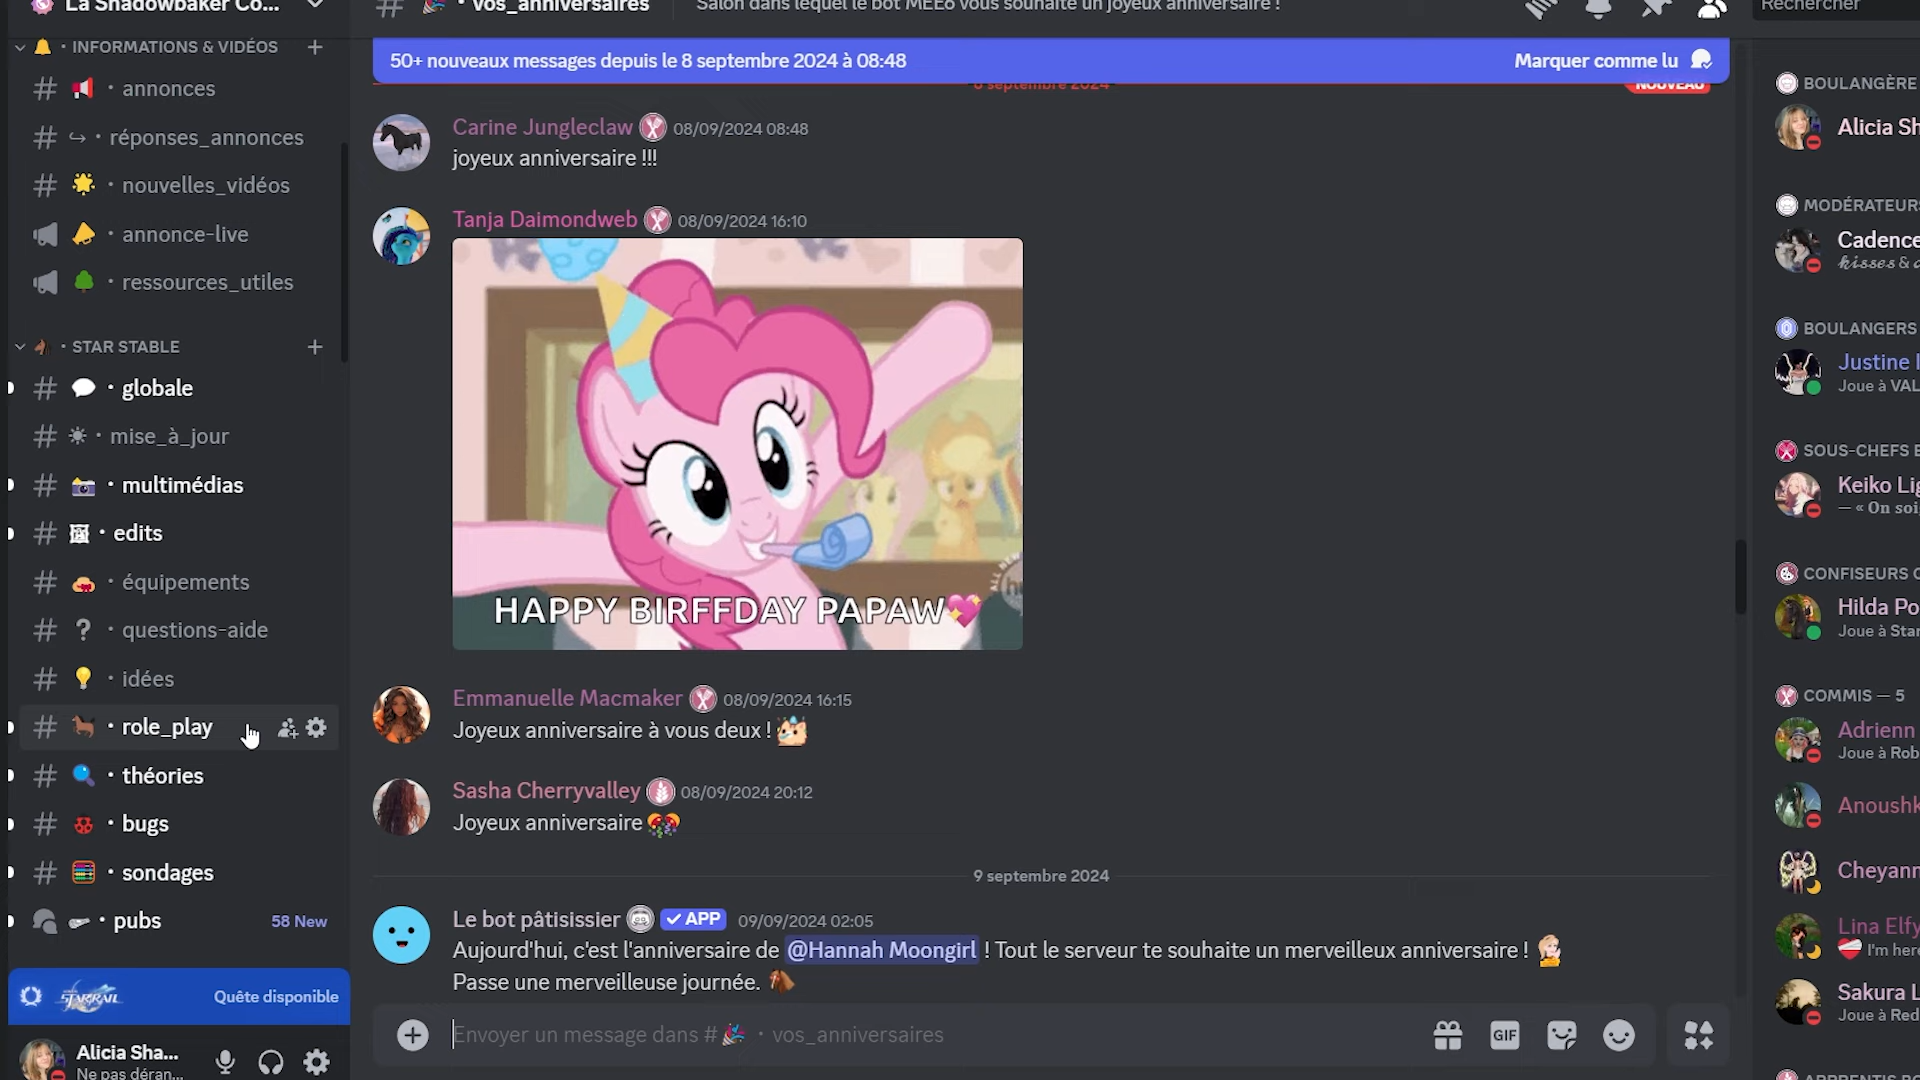 La Shadowbaker Co...
INFORMATIONS & VIDÉOS
# · annonces
# · réponses_annonces
# · nouvelles_vidéos
· annonce-live
· ressources_utiles
· STAR STABLE
# · globale
# · mise_à_jour
# · multimédias
# · edits
# · équipements
# ? · questions-aide
# · idées
# · role_play
# · théories
# · bugs
# · sondages
· pubs 58 New
STARRAIL Quête disponible
Alicia Sha...
Ne pas déran...
# 🎉 · vos_anniversaires Salon dans lequel le bot MEE6 vous souhaite un joyeux anniversaire !
50+ nouveaux messages depuis le 8 septembre 2024 à 08:48 Marquer comme lu
8 septembre 2024 NOUVEAU
Carine Jungleclaw 08/09/2024 08:48
joyeux anniversaire !!!
Tanja Daimondweb 08/09/2024 16:10
HAPPY BIRFFDAY PAPAW💖
Emmanuelle Macmaker 08/09/2024 16:15
Joyeux anniversaire à vous deux !
Sasha Cherryvalley 08/09/2024 20:12
Joyeux anniversaire
9 septembre 2024
Le bot pâtisissier APP 09/09/2024 02:05
Aujourd'hui, c'est l'anniversaire de @Hannah Moongirl ! Tout le serveur te souhaite un merveilleux anniversaire !
Passe une merveilleuse journée.
Envoyer un message dans # 🎉 · vos_anniversaires
GIF
Rechercher
BOULANGÈRE
Alicia Sh
MODÉRATEURS
Cadence
kisses &
BOULANGERS
Justine
Joue à VAL
SOUS-CHEFS
Keiko Lig
— « On soi
CONFISEURS
Hilda Po
Joue à Star
COMMIS — 5
Adrienn
Joue à Rob
Anoushk
Cheyann
Lina Elfy
I'm here
Sakura L
Joue à Red